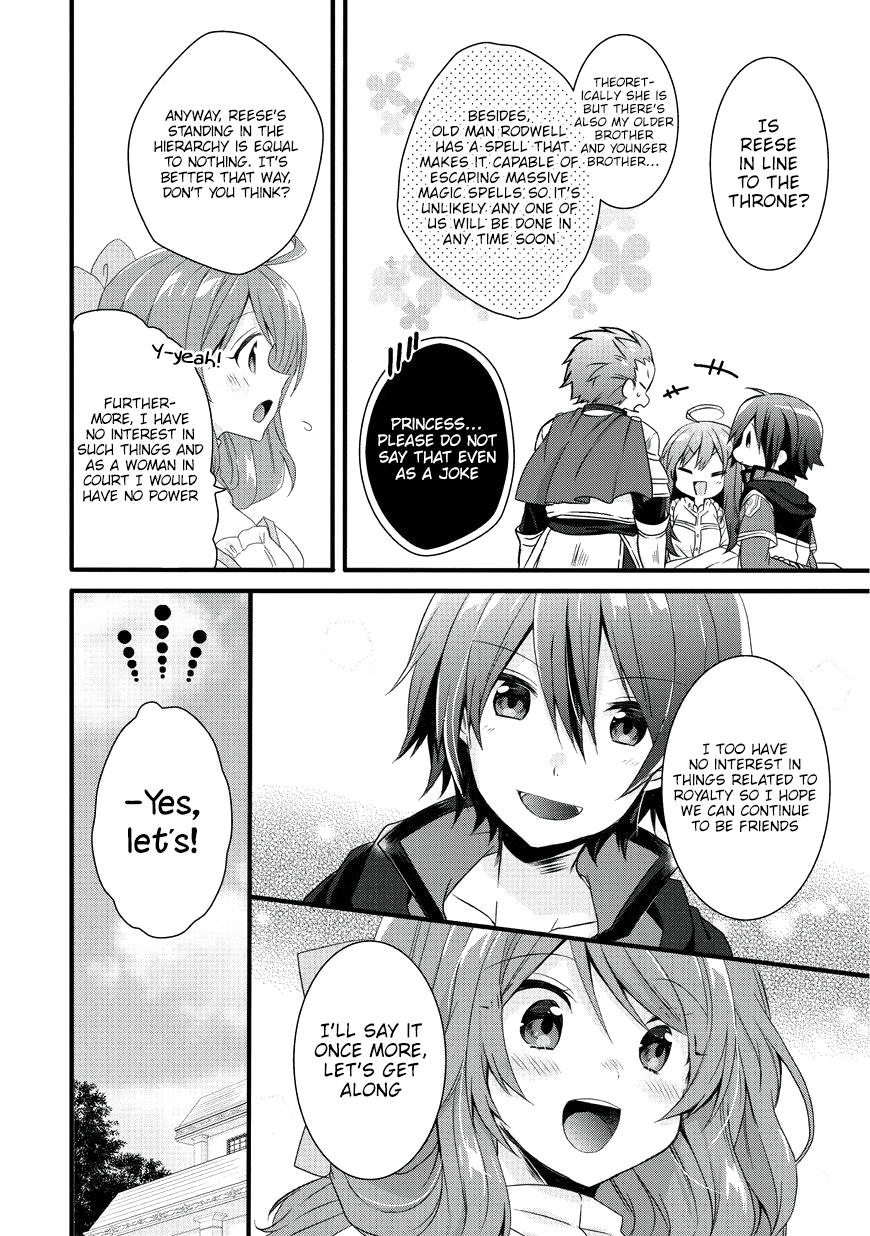 IS
REESE
IN LINE
TO THE
THRONE?
THEORET-
ICALLY SHE IS
BUT THERE'S
ALSO MY OLDER
BROTHER
AND YOUNGER
BROTHER...
BESIDES,
OLD MAN RODWELL
HAS A SPELL THAT
MAKES IT CAPABLE OF
ESCAPING MASSIVE
MAGIC SPELLS SO IT'S
UNLIKELY ANY ONE OF
US WILL BE DONE IN
ANY TIME SOON
PRINCESS...
PLEASE DO NOT
SAY THAT EVEN
AS A JOKE
ANYWAY, REESE'S
STANDING IN THE
HIERARCHY IS EQUAL
TO NOTHING. IT'S
BETTER THAT WAY,
DON'T YOU THINK?
Y-yeah!
FURTHER-
MORE, I HAVE
NO INTEREST IN
SUCH THINGS AND
AS A WOMAN IN
COURT I WOULD
HAVE NO POWER
I TOO HAVE
NO INTEREST IN
THINGS RELATED TO
ROYALTY SO I HOPE
WE CAN CONTINUE
TO BE FRIENDS
I'LL SAY IT
ONCE MORE,
LET'S GET
ALONG
-Yes,
let's!